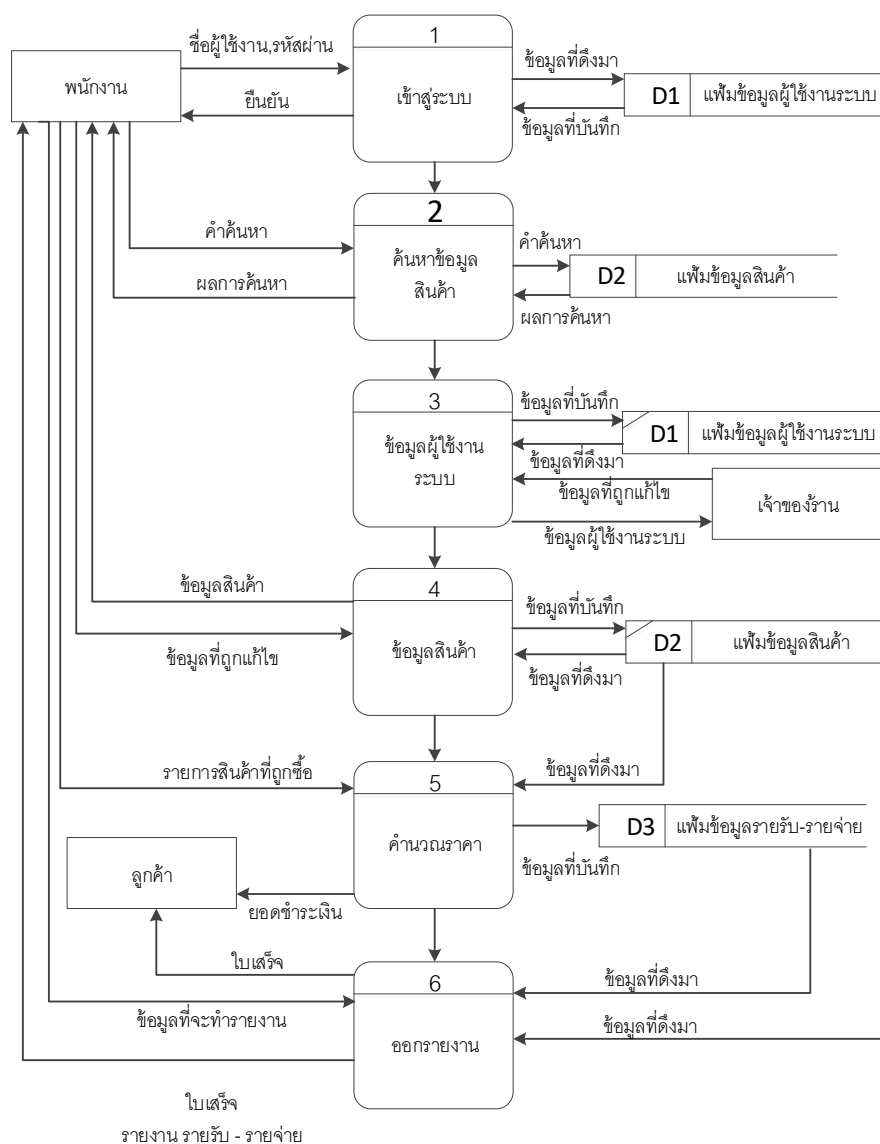 1
ชื่อผู้ใช้งาน,รหัสผ่าน
พนักงาน
เข้าสู่ระบบ
ข้อมูลที่ดึงมา
D1
แฟ้มข้อมูลผู้ใช้งานระบบ
ยืนยัน
ข้อมูลที่บันทึก
2
คำค้นหา
ค้นหาข้อมูล
สินค้า
คำค้นหา
D2
แฟ้มข้อมูลสินค้า
ผลการค้นหา
ผลการค้นหา
3
ข้อมูลผู้ใช้งาน
ระบบ
ข้อมูลที่บันทึก
D1
แฟ้มข้อมูลผู้ใช้งานระบบ
ข้อมูลที่ดึงมา
ข้อมูลที่ถูกแก้ไข
เจ้าของร้าน
ข้อมูลผู้ใช้งานระบบ
4
ข้อมูลสินค้า
ข้อมูลสินค้า
ข้อมูลที่บันทึก
D2
แฟ้มข้อมูลสินค้า
ข้อมูลที่ถูกแก้ไข
ข้อมูลที่ดึงมา
5
รายการสินค้าที่ถูกซื้อ
ข้อมูลที่ดึงมา
คำนวณราคา
D3
แฟ้มข้อมูลรายรับ-รายจ่าย
ข้อมูลที่บันทึก
ลูกค้า
ยอดชำระเงิน
6
ใบเสร็จ
ข้อมูลที่ดึงมา
ข้อมูลที่จะทำรายงาน
ออกรายงาน
ข้อมูลที่ดึงมา
ใบเสร็จ
รายงาน รายรับ - รายจ่าย